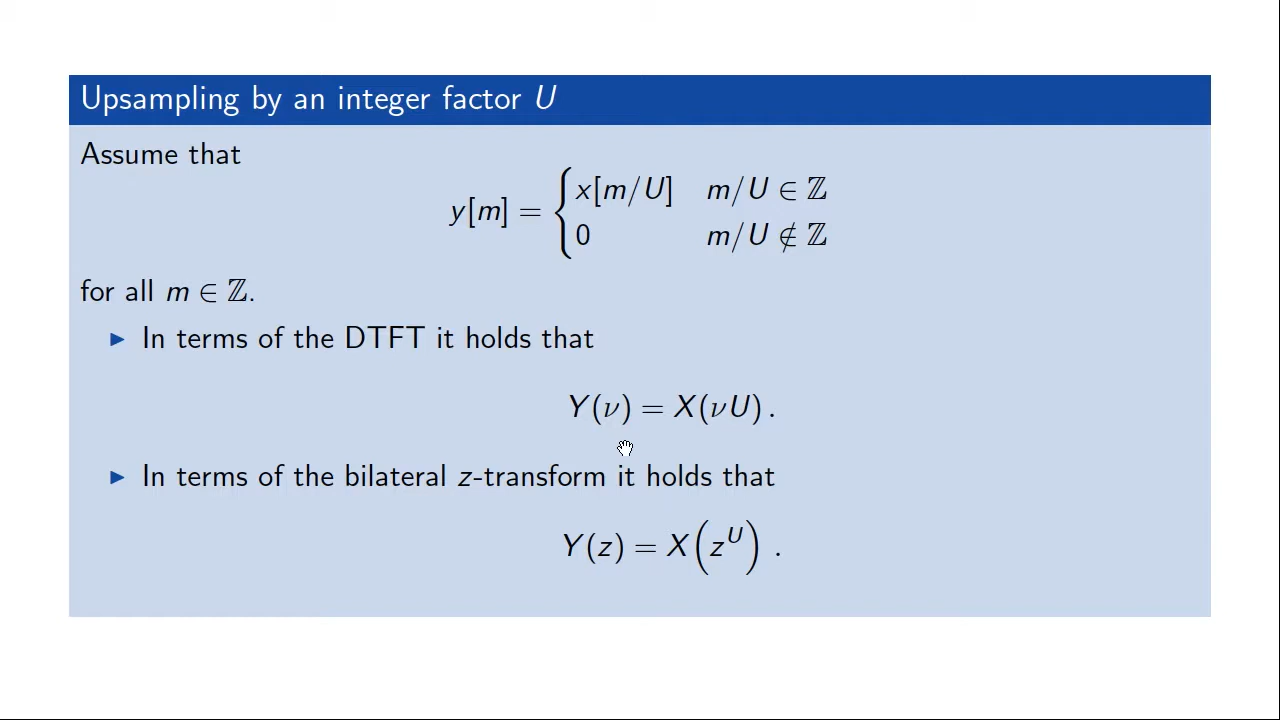 Upsampling by an integer factor U
Assume that
y[m] = { x[m/U] m/U ∈ ℤ
0 m/U ∉ ℤ
for all m ∈ ℤ.
▶ In terms of the DTFT it holds that
Y(ν) = X(νU).
▶ In terms of the bilateral z-transform it holds that
Y(z) = X(z^U) .